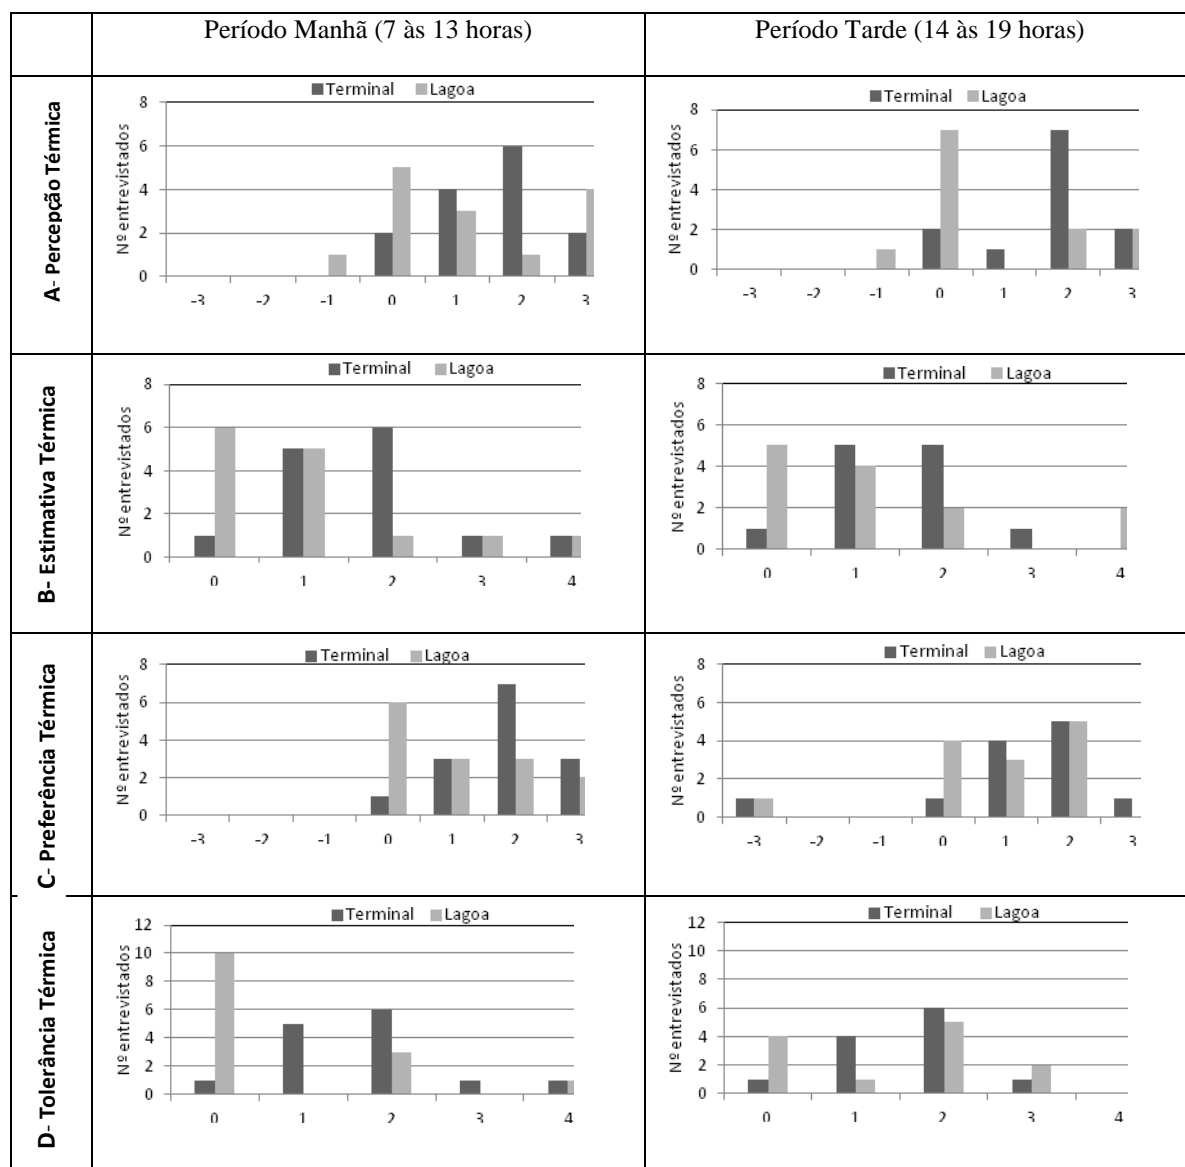 Período Manhã (7 às 13 horas)
Período Tarde (14 às 19 horas)
A- Percepção Térmica
Terminal Lagoa
Nº entrevistados
8
6
4
2
0
-3 -2 -1 0 1 2 3
Terminal Lagoa
Nº entrevistados
8
6
4
2
0
-3 -2 -1 0 1 2 3
B- Estimativa Térmica
Terminal Lagoa
Nº entrevistados
8
6
4
2
0
0 1 2 3 4
Terminal Lagoa
Nº entrevistados
8
6
4
2
0
0 1 2 3 4
C- Preferência Térmica
Terminal Lagoa
Nº entrevistados
8
6
4
2
0
-3 -2 -1 0 1 2 3
Terminal Lagoa
Nº entrevistados
8
6
4
2
0
-3 -2 -1 0 1 2 3
D- Tolerância Térmica
Terminal Lagoa
Nº entrevistados
12
10
8
6
4
2
0
0 1 2 3 4
Terminal Lagoa
Nº entrevistados
12
10
8
6
4
2
0
0 1 2 3 4